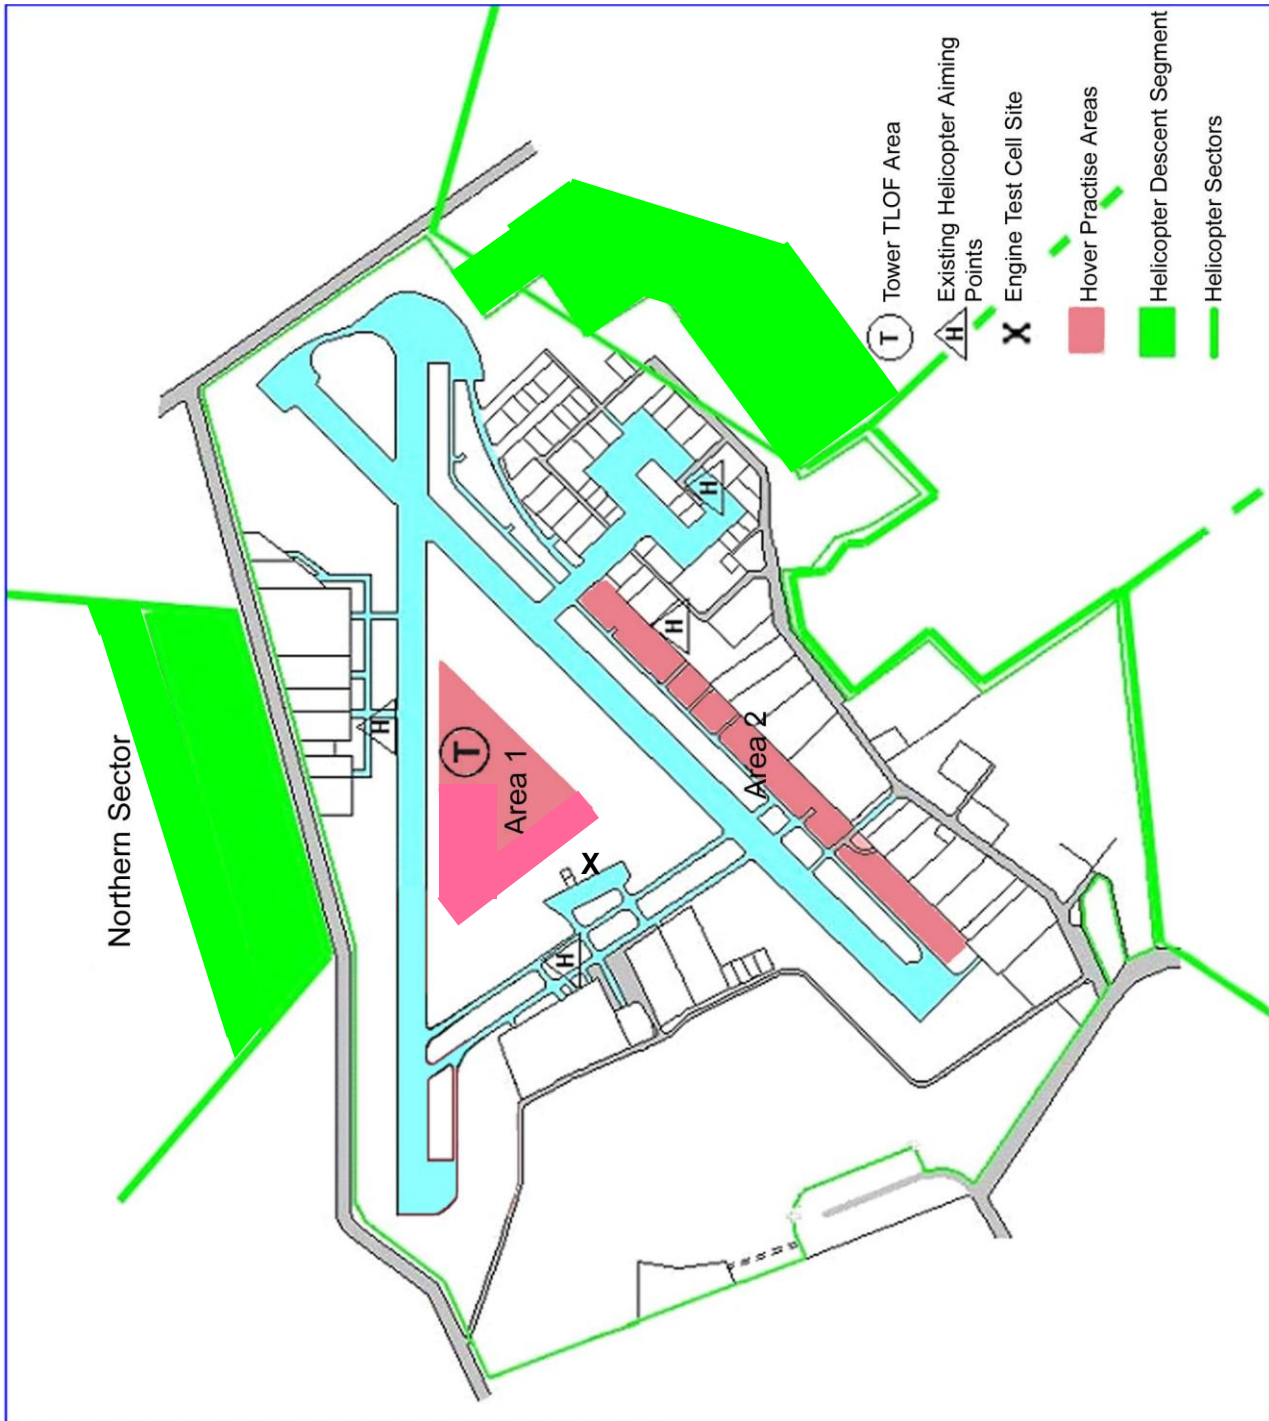 Northern Sector
H
T
Area 1
X
H
H
H
Area 2
T Tower TLOF Area
H Existing Helicopter Aiming
Points
X Engine Test Cell Site
Hover Practise Areas
Helicopter Descent Segment
Helicopter Sectors